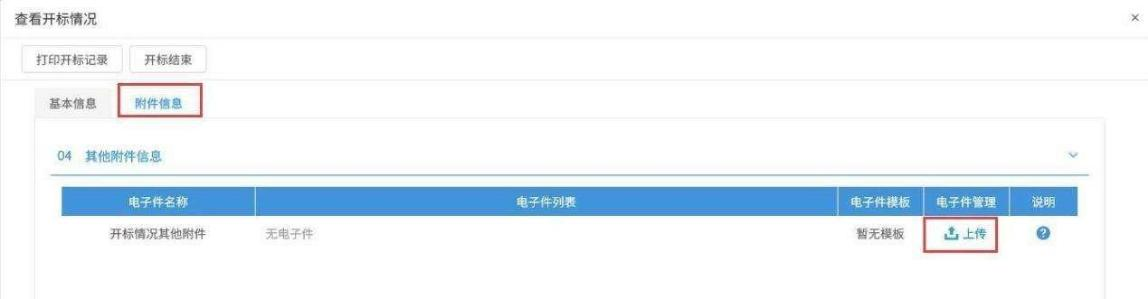 查看开标情况 ×
打印开标记录 开标结束
基本信息 附件信息
04 其他附件信息
电子件名称 电子件列表 电子件模板 电子件管理 说明
开标情况其他附件 无电子件 暂无模板 上传 ?